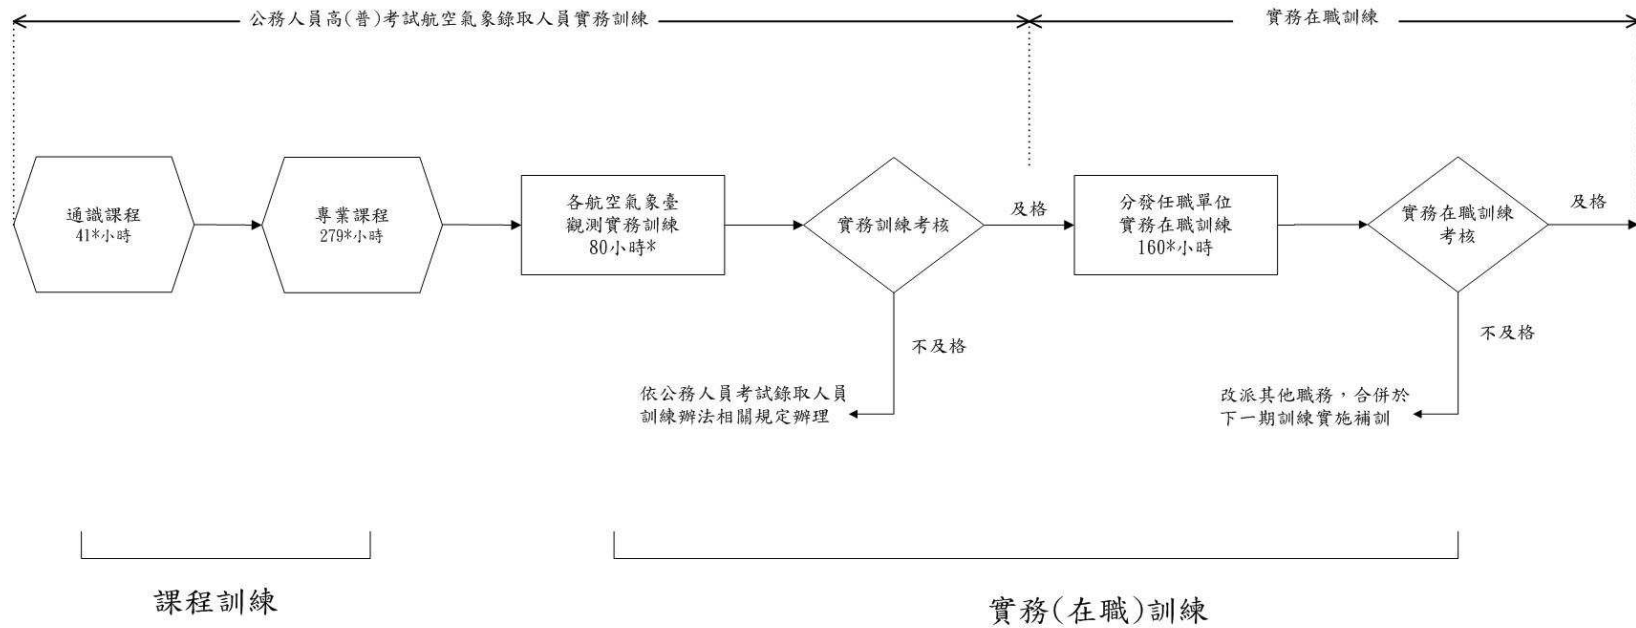 公務人員高(普)考試航空氣象錄取人員實務訓練
實務在職訓練
通識課程
41*小時
專業課程
279*小時
各航空氣象臺
觀測實務訓練
80小時*
實務訓練考核
及格
分發任職單位
實務在職訓練
160*小時
實務在職訓練
考核
及格
不及格
依公務人員考試錄取人員
訓練辦法相關規定辦理
不及格
改派其他職務，合併於
下一期訓練實施補訓
課程訓練
實務(在職)訓練